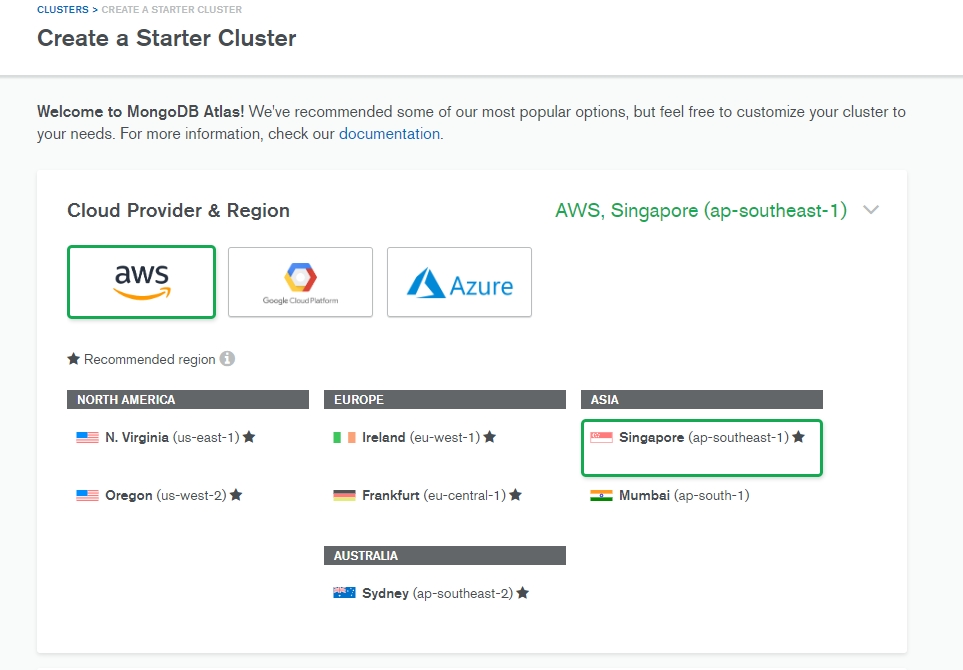 CLUSTERS > CREATE A STARTER CLUSTER
Create a Starter Cluster
Welcome to MongoDB Atlas! We've recommended some of our most popular options, but feel free to customize your cluster to
your needs. For more information, check our documentation.
Cloud Provider & Region
AWS, Singapore (ap-southeast-1)
aws
Google Cloud Platform
Azure
★ Recommended region
NORTH AMERICA
N. Virginia (us-east-1) ★
Oregon (us-west-2) ★
EUROPE
Ireland (eu-west-1) ★
Frankfurt (eu-central-1) ★
ASIA
Singapore (ap-southeast-1) ★
Mumbai (ap-south-1)
AUSTRALIA
Sydney (ap-southeast-2) ★